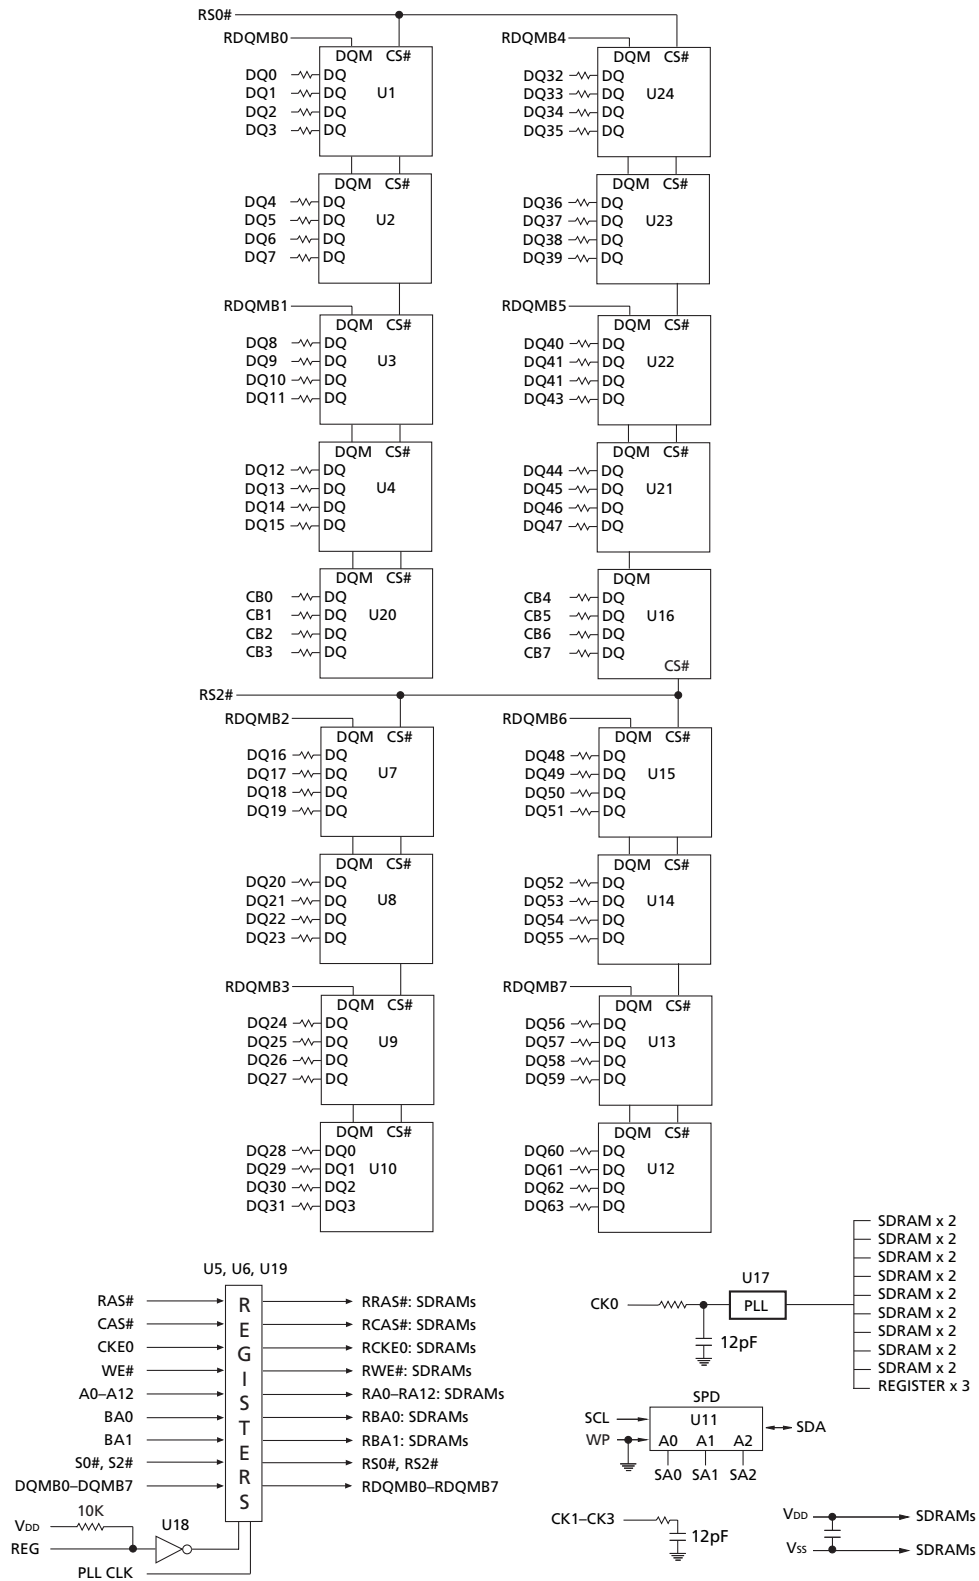 RS0#
RDQMB0
DQM CS#
U1
DQ0 DQ
DQ1 DQ
DQ2 DQ
DQ3 DQ
DQM CS#
U2
DQ4 DQ
DQ5 DQ
DQ6 DQ
DQ7 DQ
RDQMB1
DQM CS#
U3
DQ8 DQ
DQ9 DQ
DQ10 DQ
DQ11 DQ
DQM CS#
U4
DQ12 DQ
DQ13 DQ
DQ14 DQ
DQ15 DQ
DQM CS#
U20
CB0 DQ
CB1 DQ
CB2 DQ
CB3 DQ
RDQMB4
DQM CS#
U24
DQ32 DQ
DQ33 DQ
DQ34 DQ
DQ35 DQ
DQM CS#
U23
DQ36 DQ
DQ37 DQ
DQ38 DQ
DQ39 DQ
RDQMB5
DQM CS#
U22
DQ40 DQ
DQ41 DQ
DQ41 DQ
DQ43 DQ
DQM CS#
U21
DQ44 DQ
DQ45 DQ
DQ46 DQ
DQ47 DQ
DQM
U16
CB4 DQ
CB5 DQ
CB6 DQ
CB7 DQ
CS#
RS2#
RDQMB2
DQM CS#
U7
DQ16 DQ
DQ17 DQ
DQ18 DQ
DQ19 DQ
DQM CS#
U8
DQ20 DQ
DQ21 DQ
DQ22 DQ
DQ23 DQ
RDQMB3
DQM CS#
U9
DQ24 DQ
DQ25 DQ
DQ26 DQ
DQ27 DQ
DQM CS#
U10
DQ28 DQ0
DQ29 DQ1
DQ30 DQ2
DQ31 DQ3
RDQMB6
DQM CS#
U15
DQ48 DQ
DQ49 DQ
DQ50 DQ
DQ51 DQ
DQM CS#
U14
DQ52 DQ
DQ53 DQ
DQ54 DQ
DQ55 DQ
RDQMB7
DQM CS#
U13
DQ56 DQ
DQ57 DQ
DQ58 DQ
DQ59 DQ
DQM CS#
U12
DQ60 DQ
DQ61 DQ
DQ62 DQ
DQ63 DQ
U5, U6, U19
REGISTERS
RAS# RRAS#: SDRAMs
CAS# RCAS#: SDRAMs
CKE0 RCKE0: SDRAMs
WE# RWE#: SDRAMs
A0–A12 RA0–RA12: SDRAMs
BA0 RBA0: SDRAMs
BA1 RBA1: SDRAMs
S0#, S2# RS0#, RS2#
DQMB0–DQMB7 RDQMB0–RDQMB7
10K
VDD
U18
REG
PLL CLK
U17
CK0
PLL
12pF
SDRAM x 2
SDRAM x 2
SDRAM x 2
SDRAM x 2
SDRAM x 2
SDRAM x 2
SDRAM x 2
SDRAM x 2
SDRAM x 2
REGISTER x 3
SPD
U11
SCL
WP
A0 A1 A2
SDA
SA0 SA1 SA2
CK1–CK3
12pF
VDD SDRAMs
VSS SDRAMs